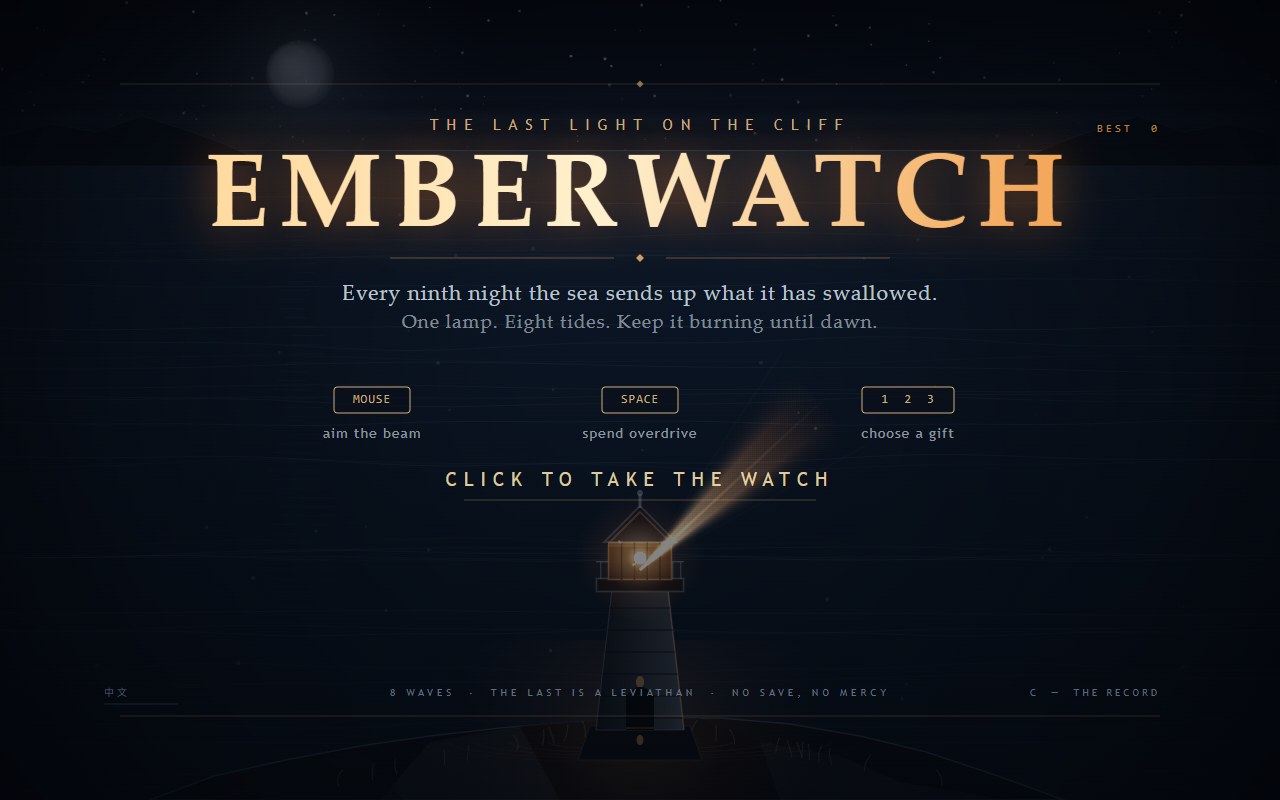 THE LAST LIGHT ON THE CLIFF
BEST 0
EMBERWATCH
Every ninth night the sea sends up what it has swallowed.
One lamp. Eight tides. Keep it burning until dawn.
MOUSE SPACE 1 2 3
aim the beam spend overdrive choose a gift
CLICK TO TAKE THE WATCH
中文 8 WAVES · THE LAST IS A LEVIATHAN · NO SAVE, NO MERCY C — THE RECORD